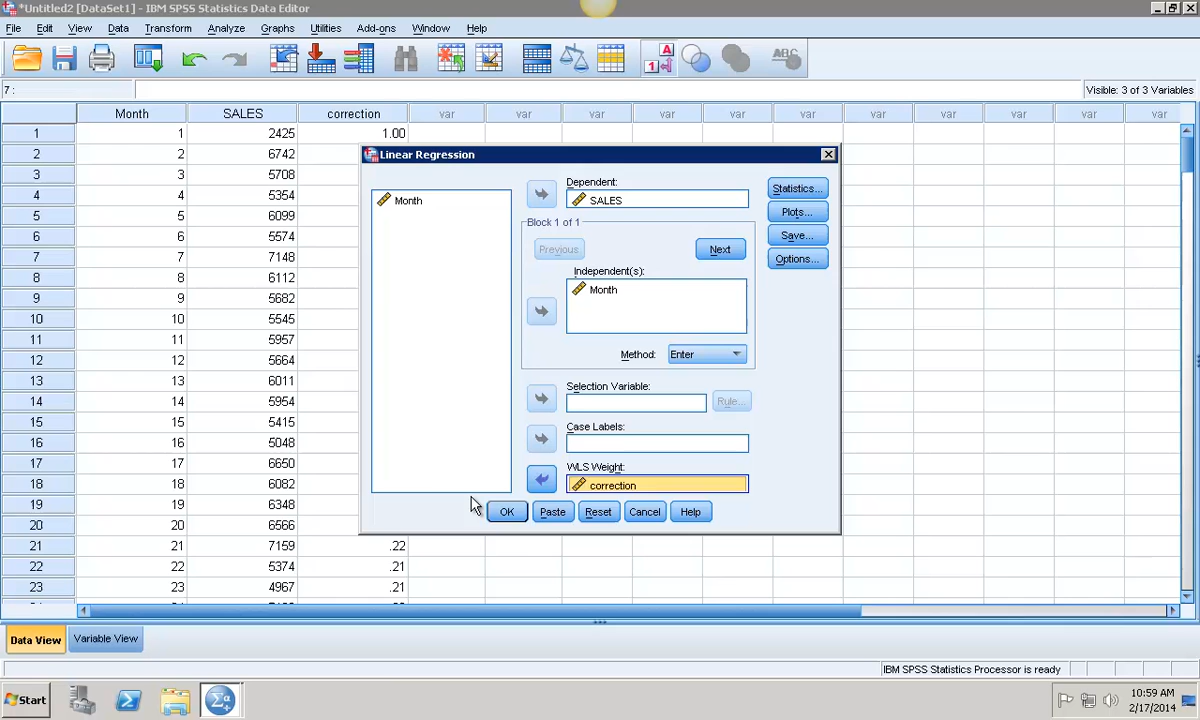 *Untitled2 [DataSet1] - IBM SPSS Statistics Data Editor
File Edit View Data Transform Analyze Graphs Utilities Add-ons Window Help
7 : Visible: 3 of 3 Variables
Month SALES correction var var var var var var var var var var var
1 1 2425 1.00
2 2 6742
3 3 5708
4 4 5354
5 5 6099
6 6 5574
7 7 7148
8 8 6112
9 9 5682
10 10 5545
11 11 5957
12 12 5664
13 13 6011
14 14 5954
15 15 5415
16 16 5048
17 17 6650
18 18 6082
19 19 6348
20 20 6566
21 21 7159 .22
22 22 5374 .21
23 23 4967 .21
Linear Regression
Month
Dependent:
SALES
Block 1 of 1
Previous Next
Independent(s):
Month
Method: Enter
Selection Variable:
Rule...
Case Labels:
WLS Weight:
correction
Statistics...
Plots...
Save...
Options...
OK Paste Reset Cancel Help
Data View Variable View
IBM SPSS Statistics Processor is ready
Start
10:59 AM
2/17/2014